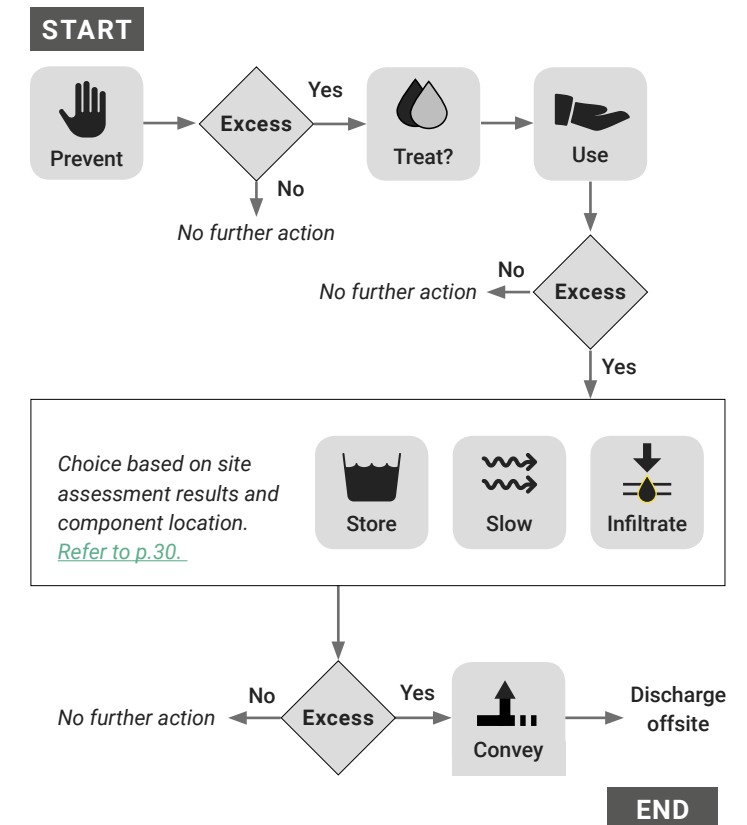 START
Prevent
Excess
Yes
Treat?
Use
No
No further action
No further action
No
Excess
Yes
Choice based on site
assessment results and
component location.
Refer to p.30.
Store
Slow
Infiltrate
No further action
No
Excess
Yes
Convey
Discharge
offsite
END